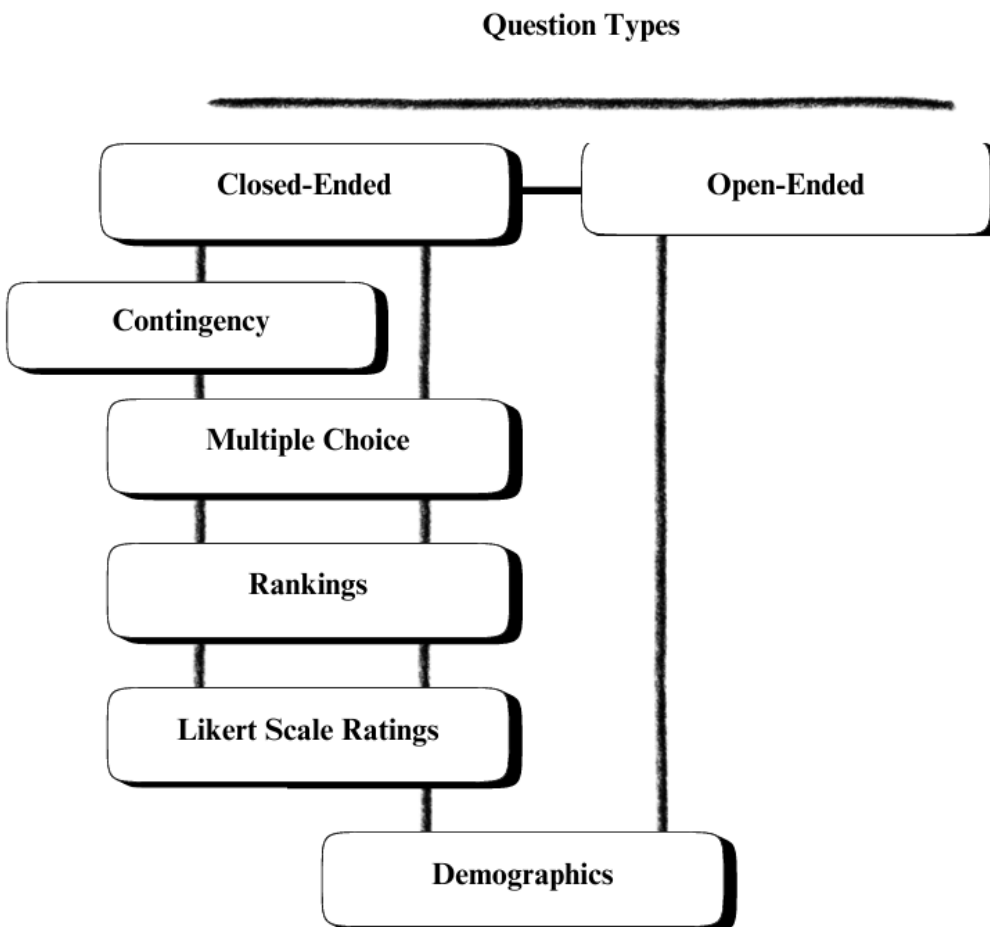 Question Types
Closed-Ended
Open-Ended
Contingency
Multiple Choice
Rankings
Likert Scale Ratings
Demographics